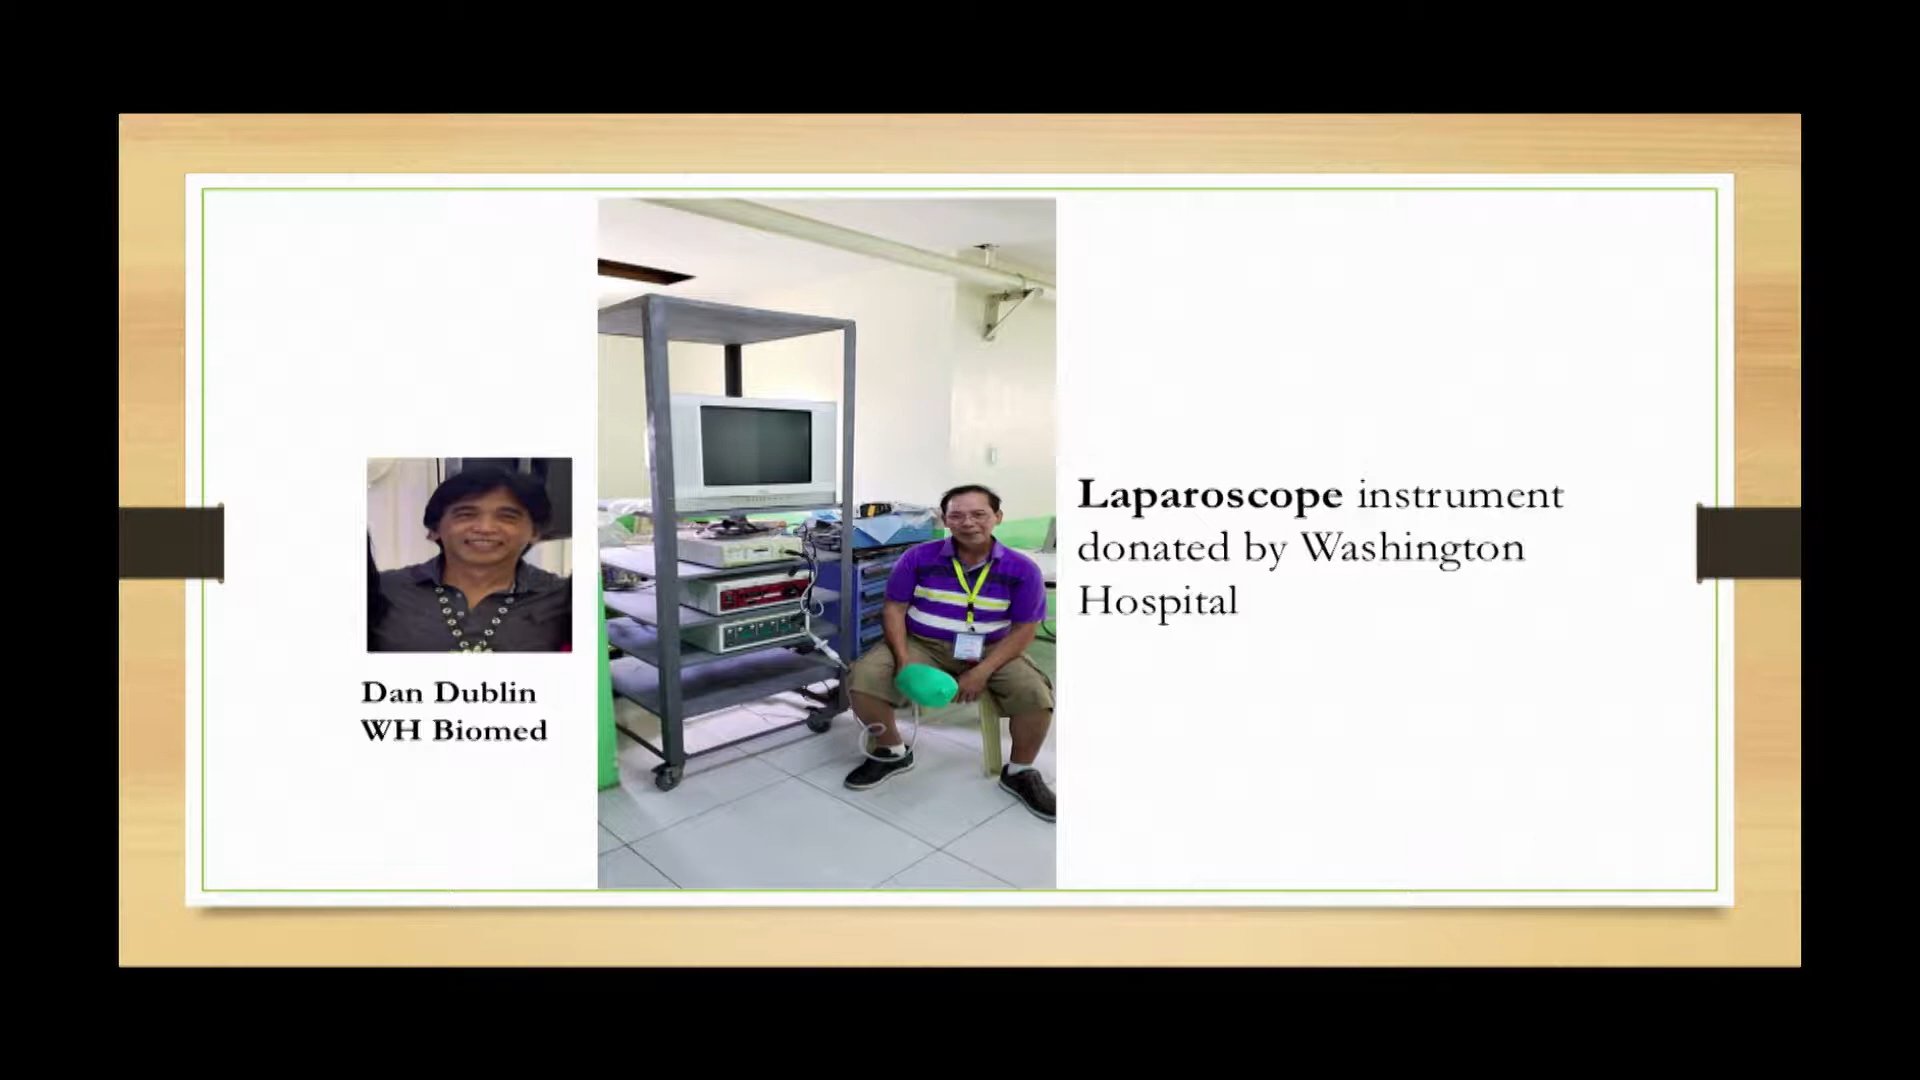 Dan Dublin
WH Biomed
Laparoscope instrument
donated by Washington
Hospital